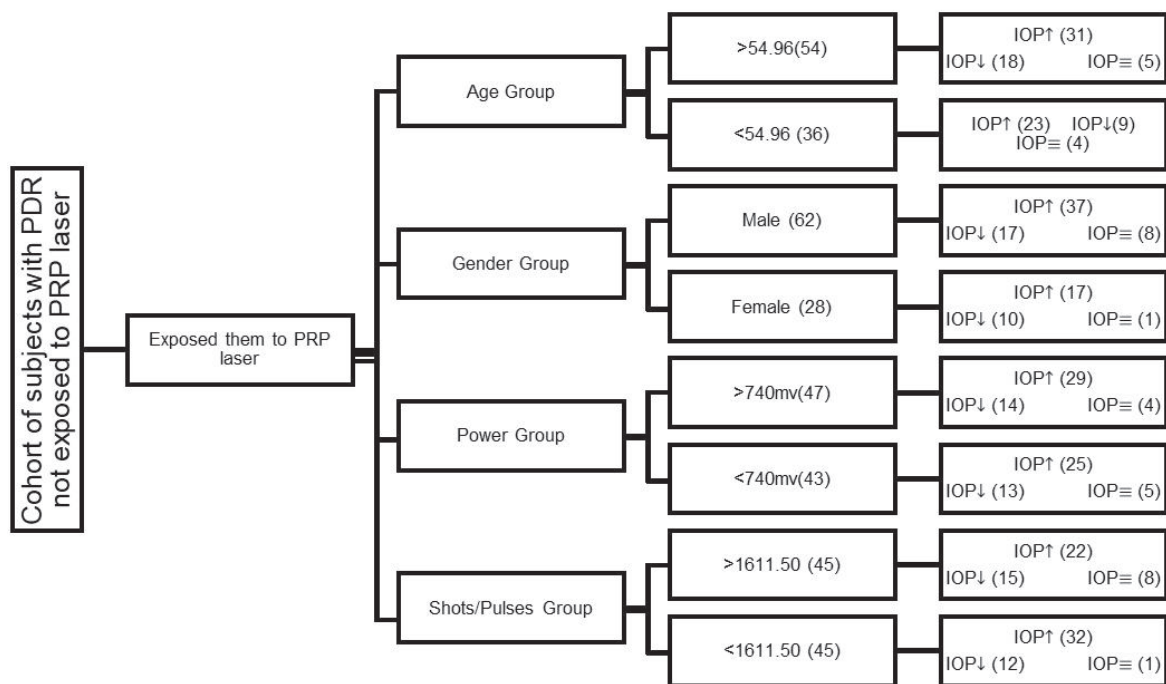 Cohort of subjects with PDR
not exposed to PRP laser
Exposed them to PRP
laser
Age Group
>54.96(54)
IOP↑ (31)
IOP↓ (18) IOP≡ (5)
<54.96 (36)
IOP↑ (23) IOP↓(9)
IOP≡ (4)
Gender Group
Male (62)
IOP↑ (37)
IOP↓ (17) IOP≡ (8)
Female (28)
IOP↑ (17)
IOP↓ (10) IOP≡ (1)
Power Group
>740mv(47)
IOP↑ (29)
IOP↓ (14) IOP≡ (4)
<740mv(43)
IOP↑ (25)
IOP↓ (13) IOP≡ (5)
Shots/Pulses Group
>1611.50 (45)
IOP↑ (22)
IOP↓ (15) IOP≡ (8)
<1611.50 (45)
IOP↑ (32)
IOP↓ (12) IOP≡ (1)